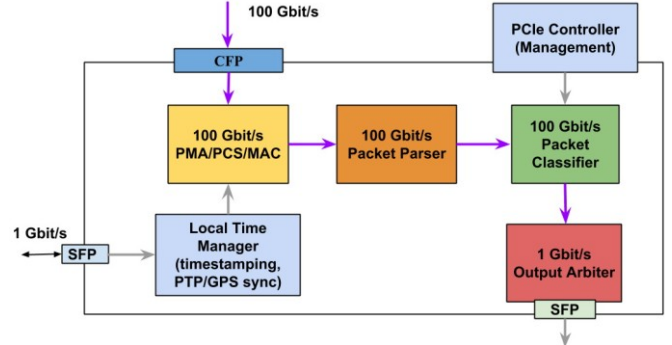 100 Gbit/s
PCIe Controller
(Management)
CFP
100 Gbit/s
PMA/PCS/MAC
100 Gbit/s
Packet Parser
100 Gbit/s
Packet
Classifier
1 Gbit/s
SFP
Local Time
Manager
(timestamping,
PTP/GPS sync)
1 Gbit/s
Output Arbiter
SFP